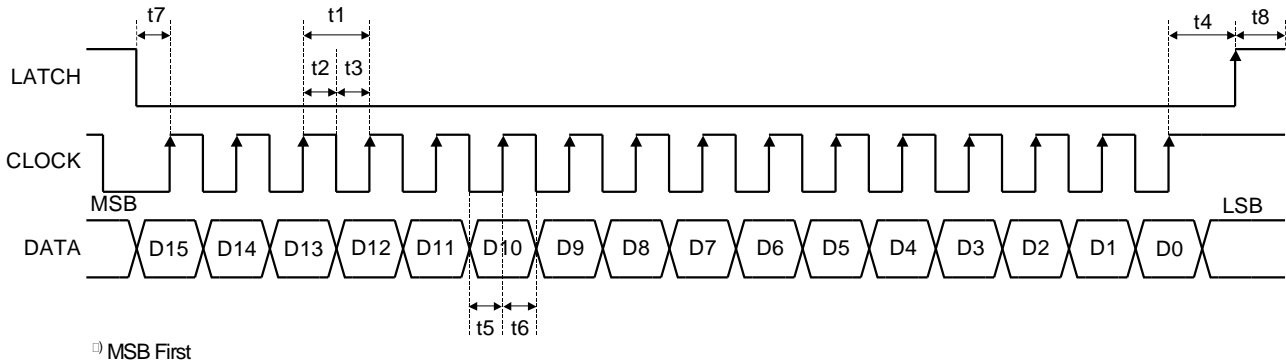 t7 t1 t4 t8
LATCH t2 t3
CLOCK
MSB LSB
DATA D15 D14 D13 D12 D11 D10 D9 D8 D7 D6 D5 D4 D3 D2 D1 D0
t5 t6
) MSB First